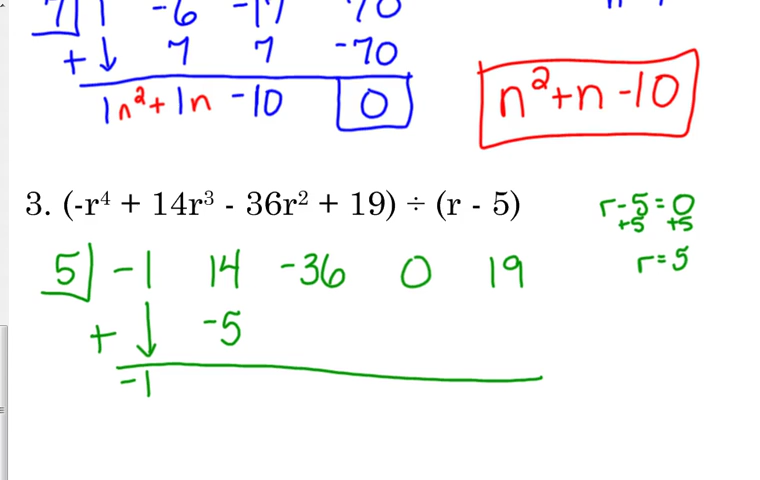 7 1 -6 -17 70
+ ↓ 7 7 -70
1n²+ 1n -10 0
n²+n-10
3. (-r⁴ + 14r³ - 36r² + 19) ÷ (r - 5)
r-5=0
+5 +5
r=5
5 -1 14 -36 0 19
+ ↓ -5
-1